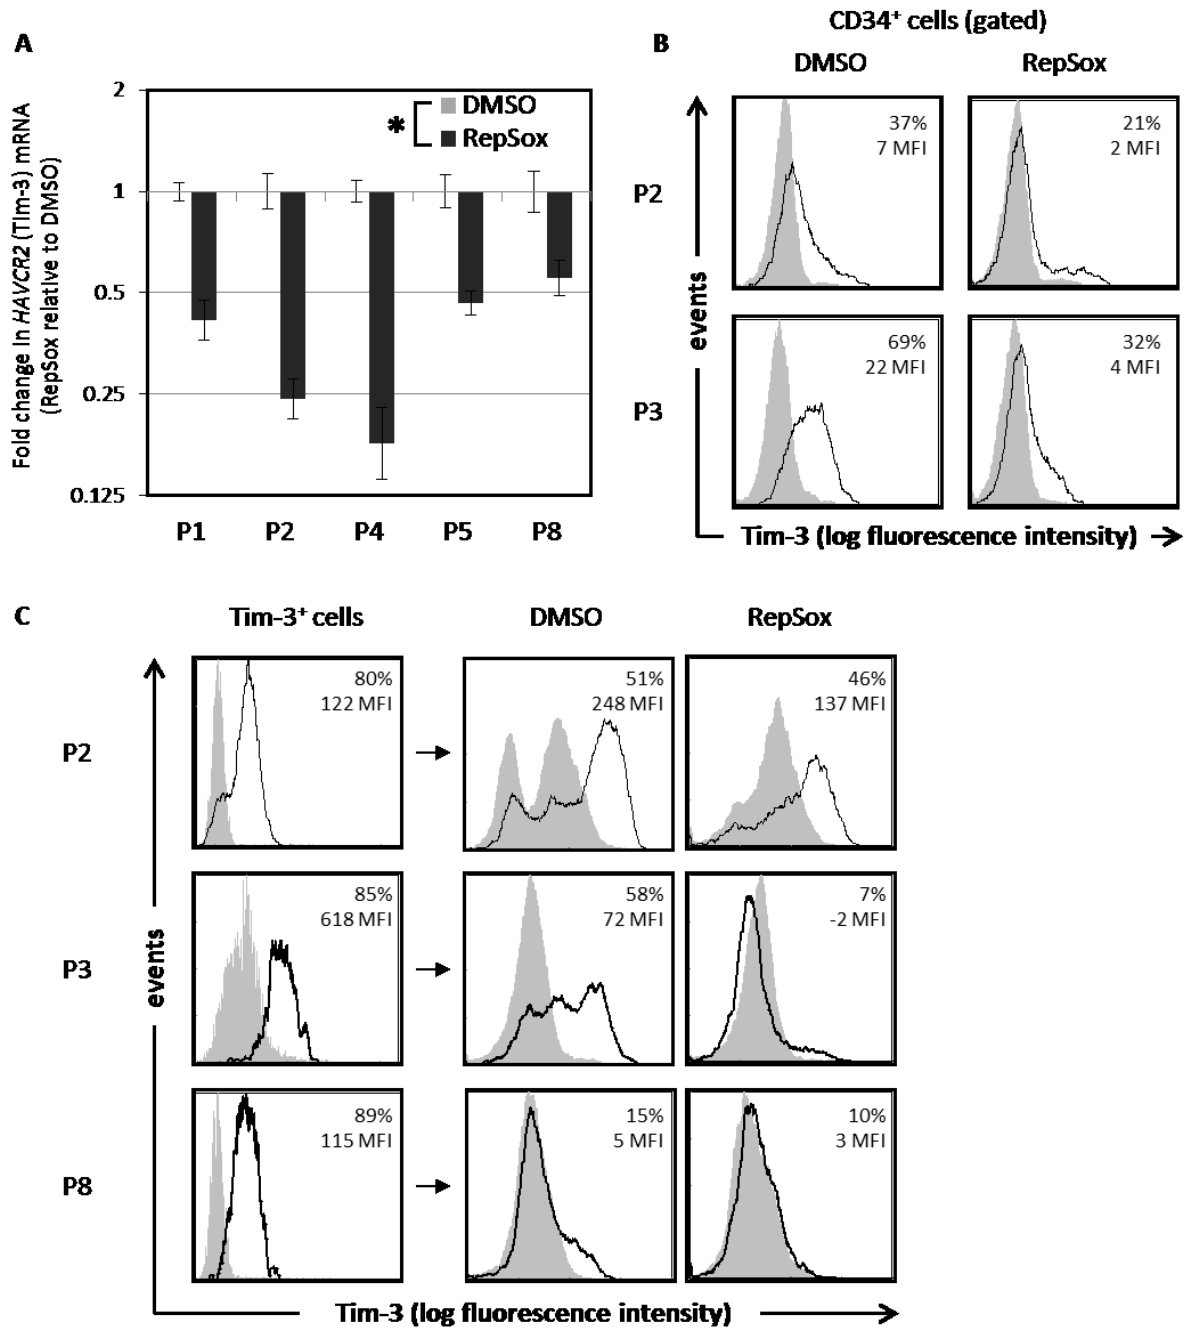 A
Fold change in HAVCR2 (Tim-3) mRNA
(RepSox relative to DMSO)
2
1
0.5
0.25
0.125
*
DMSO
RepSox
P1 P2 P4 P5 P8
B
CD34+ cells (gated)
DMSO RepSox
P2
37%
7 MFI
21%
2 MFI
P3
69%
22 MFI
32%
4 MFI
events
Tim-3 (log fluorescence intensity)
C
Tim-3+ cells DMSO RepSox
P2
80%
122 MFI
51%
248 MFI
46%
137 MFI
P3
85%
618 MFI
58%
72 MFI
7%
-2 MFI
P8
89%
115 MFI
15%
5 MFI
10%
3 MFI
events
Tim-3 (log fluorescence intensity)